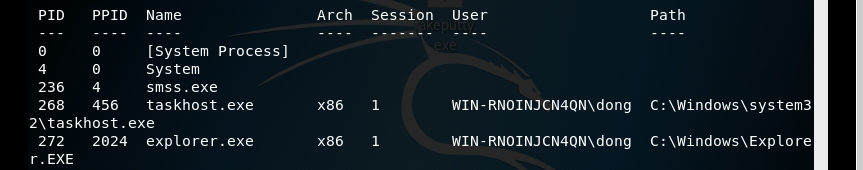 PID   PPID  Name               Arch  Session  User                  Path
---   ----  ----               ----  -------  ----                  ----
0     0     [System Process]
4     0     System
236   4     smss.exe
268   456   taskhost.exe       x86   1        WIN-RNOINJCN4QN\dong  C:\Windows\system3
2\taskhost.exe
272   2024  explorer.exe       x86   1        WIN-RNOINJCN4QN\dong  C:\Windows\Explore
r.EXE
exe